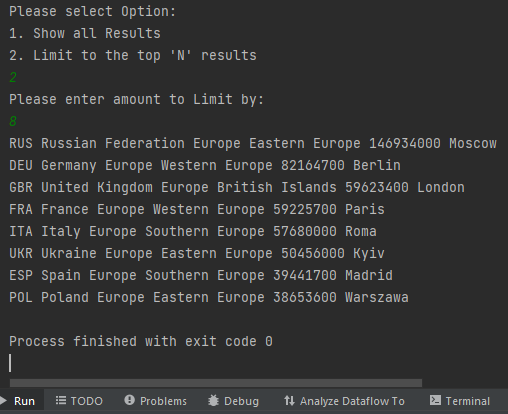 Please select Option:
1. Show all Results
2. Limit to the top 'N' results
2
Please enter amount to Limit by:
8
RUS Russian Federation Europe Eastern Europe 146934000 Moscow
DEU Germany Europe Western Europe 82164700 Berlin
GBR United Kingdom Europe British Islands 59623400 London
FRA France Europe Western Europe 59225700 Paris
ITA Italy Europe Southern Europe 57680000 Roma
UKR Ukraine Europe Eastern Europe 50456000 Kyiv
ESP Spain Europe Southern Europe 39441700 Madrid
POL Poland Europe Eastern Europe 38653600 Warszawa
Process finished with exit code 0
Run TODO Problems Debug Analyze Dataflow To Terminal